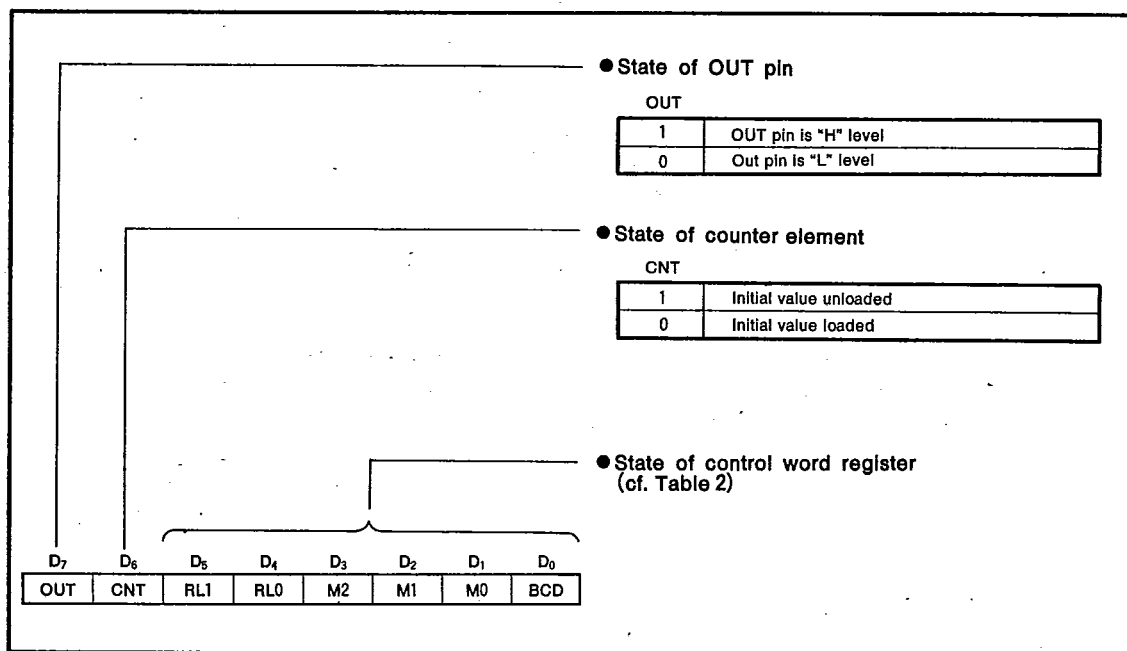 ● State of OUT pin
OUT
1 OUT pin is "H" level
0 Out pin is "L" level
● State of counter element
CNT
1 Initial value unloaded
0 Initial value loaded
● State of control word register
(cf. Table 2)
D₇ D₆ D₅ D₄ D₃ D₂ D₁ D₀
OUT CNT RL1 RL0 M2 M1 M0 BCD